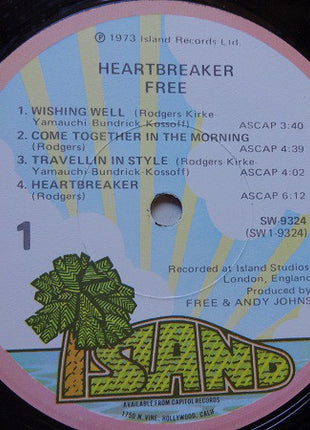 ℗ 1973 Island Records Ltd.
HEARTBREAKER
FREE
1. WISHING WELL (Rodgers-Kirke-
Yamauchi-Bundrick-Kossoff) ASCAP 3:40
2. COME TOGETHER IN THE MORNING
(Rodgers) ASCAP 4:39
3. TRAVELLIN IN STYLE (Rodgers-Kirke-
Yamauchi-Bundrick-Kossoff) ASCAP 4:02
4. HEARTBREAKER
(Rodgers) ASCAP 6:12
1
SW-9324
(SW1-9324)
Recorded at Island Studios
London, England
Produced by
FREE & ANDY JOHNS
ISLAND
AVAILABLE FROM CAPITOL RECORDS
1750 N. VINE, HOLLYWOOD, CALIF.